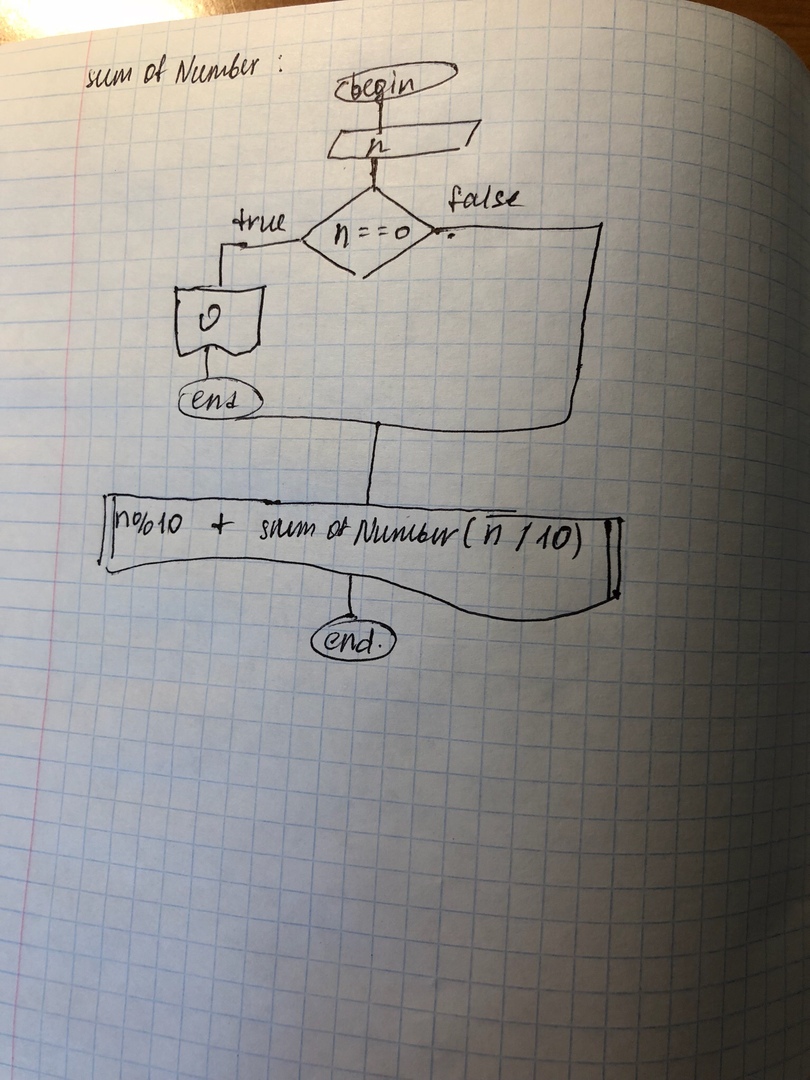 sum of Number :
begin
n
true
false
n==0
0
end
n%10 + sum of Number (n / 10)
end.